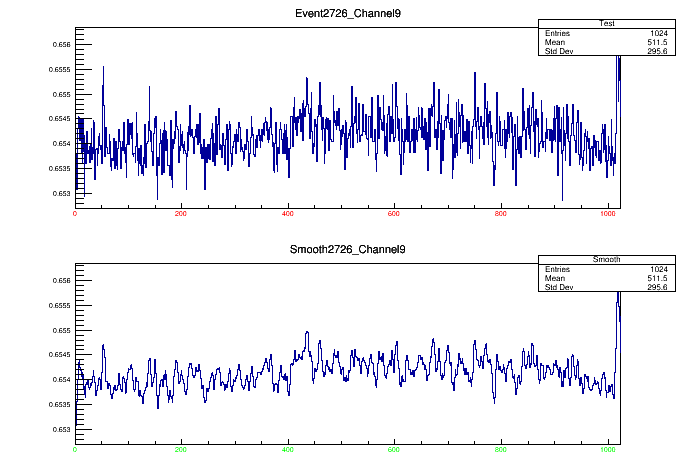 Event2726_Channel9
Test
Entries 1024
Mean 511.5
Std Dev 295.6
0.656
0.6555
0.655
0.6545
0.654
0.6535
0.653
0 200 400 600 800 1000
Smooth2726_Channel9
Smooth
Entries 1024
Mean 511.5
Std Dev 295.6
0.656
0.6555
0.655
0.6545
0.654
0.6535
0.653
0 200 400 600 800 1000